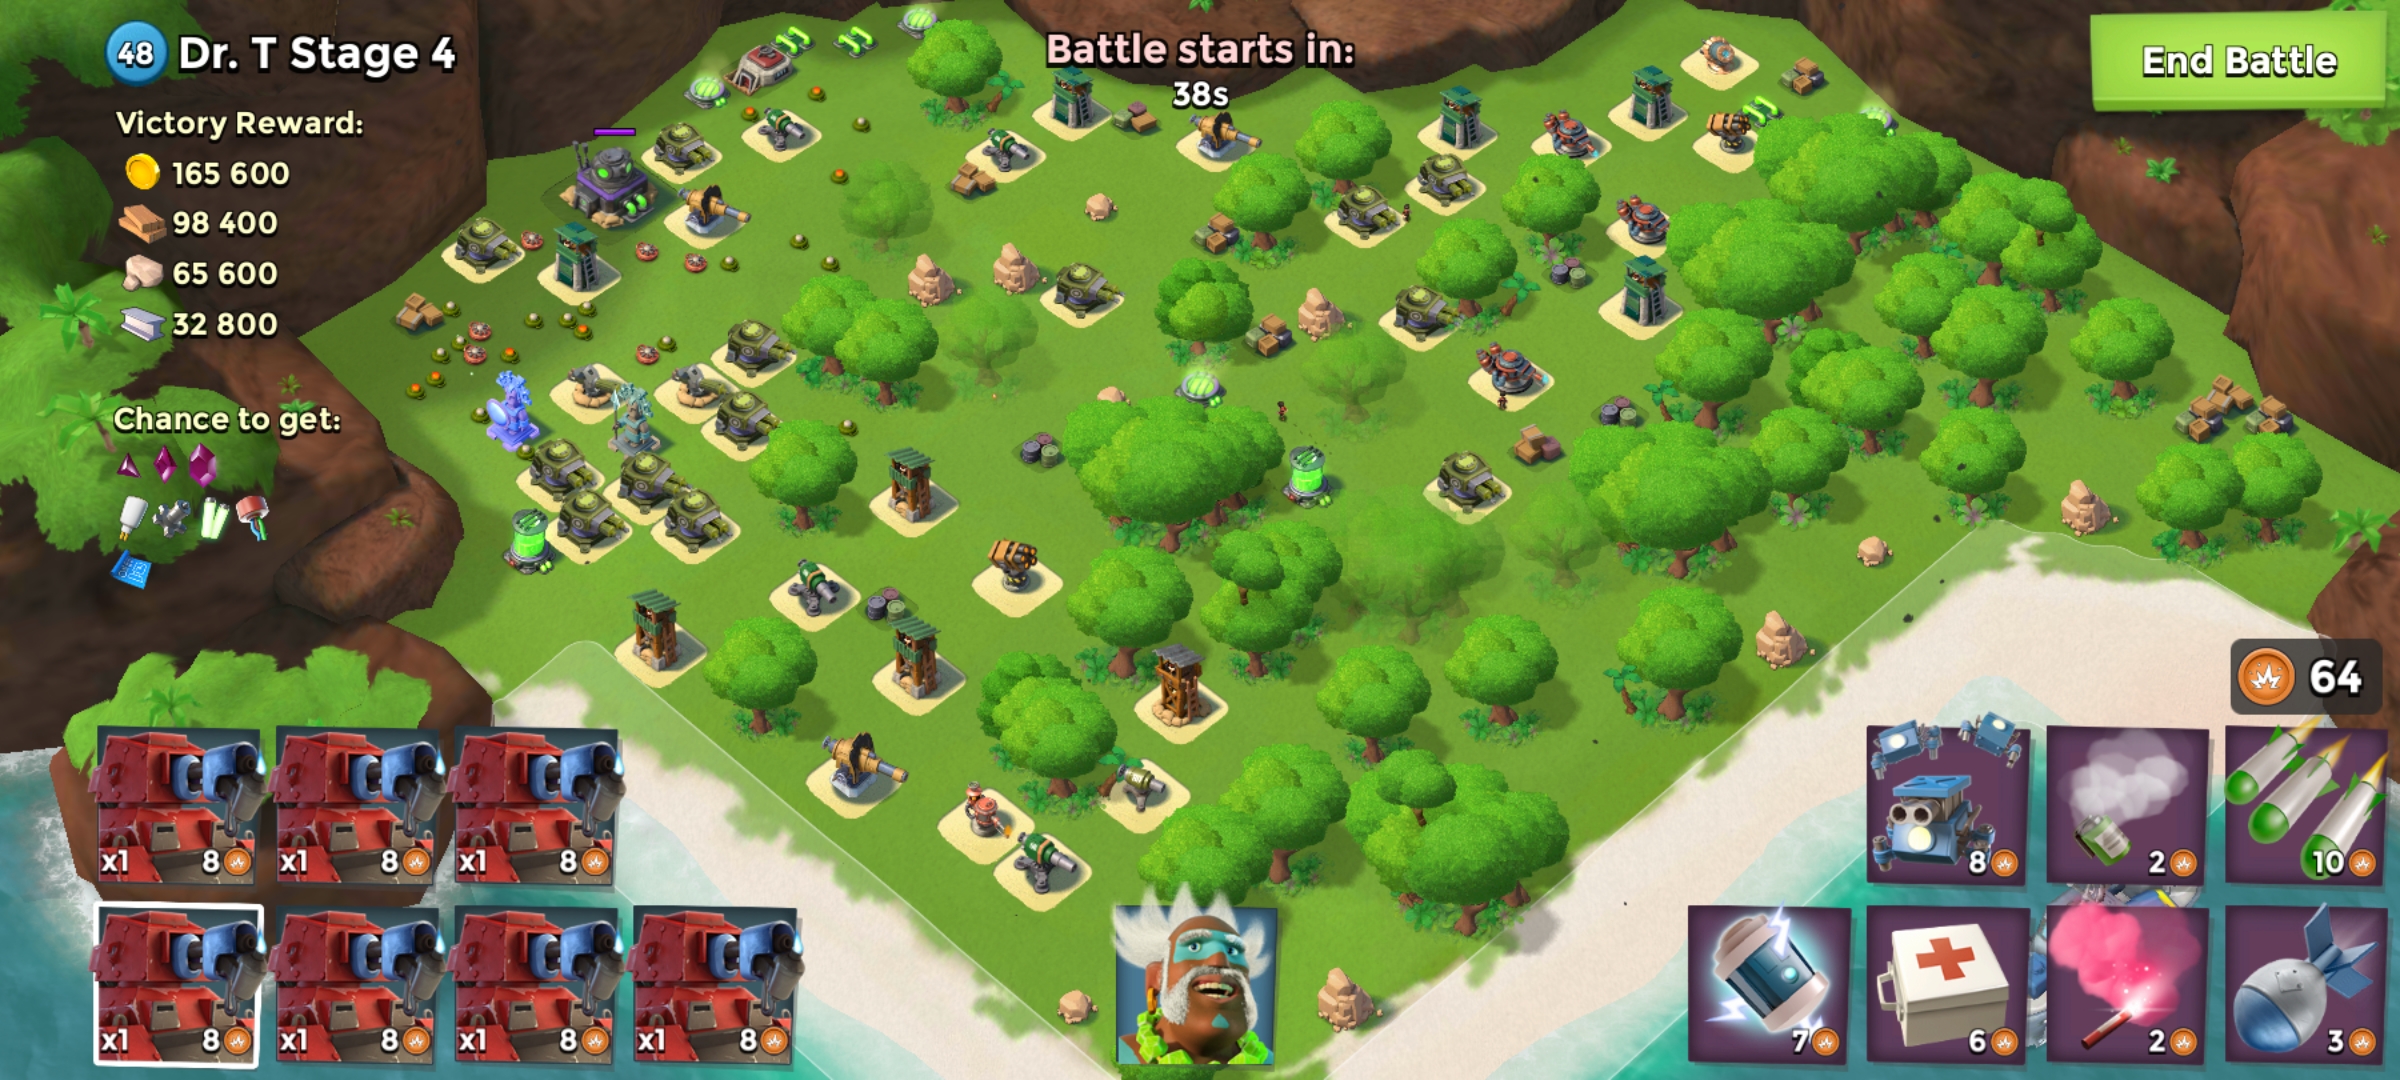 48 Dr. T Stage 4
Victory Reward:
165 600
98 400
65 600
32 800
Chance to get:
Battle starts in:
38s
End Battle
64
x1 8
x1 8
x1 8
x1 8
x1 8
x1 8
x1 8
8
2
10
7
6
2
3